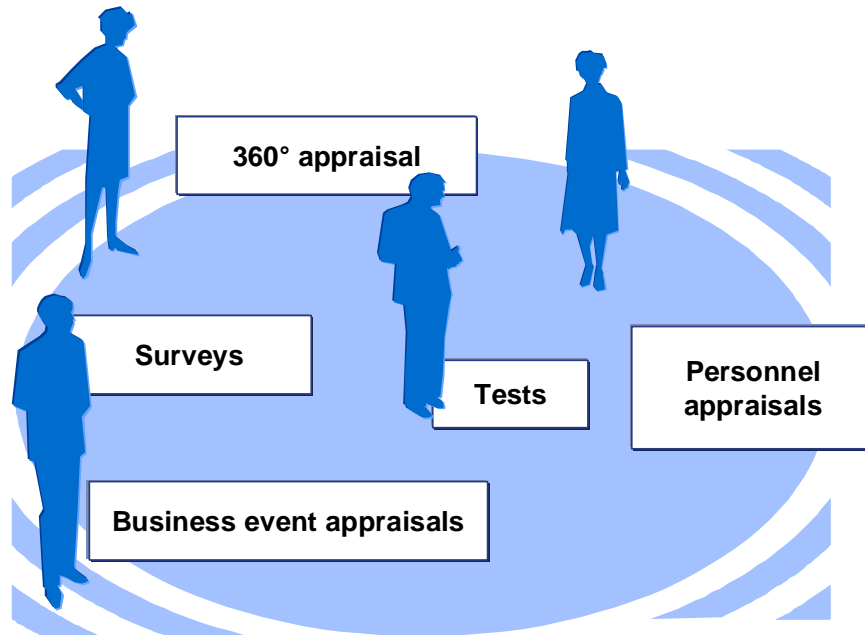 360° appraisal
Surveys
Tests
Personnel
appraisals
Business event appraisals